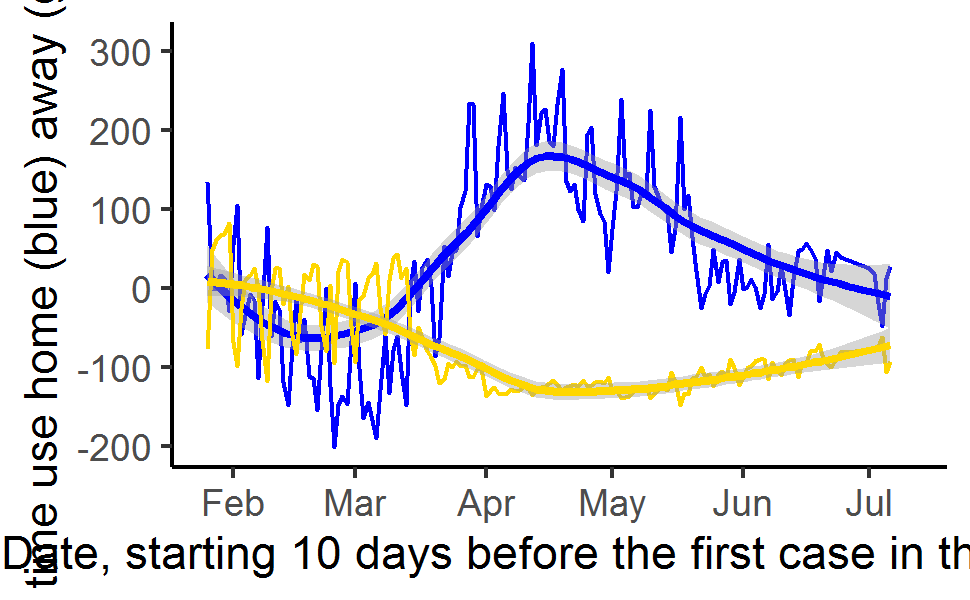 time use home (blue) away (
300
200
100
0
-100
-200
Feb Mar Apr May Jun Jul
Date, starting 10 days before the first case in th